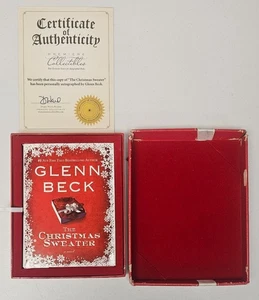 Certificate
of
Authenticity
PREMIERE
Collectibles
We certify that this copy of "The Christmas Sweater"
has been personally autographed by Glenn Beck.
#1 New York Times Bestselling Author
GLENN
BECK
THE
CHRISTMAS
SWEATER